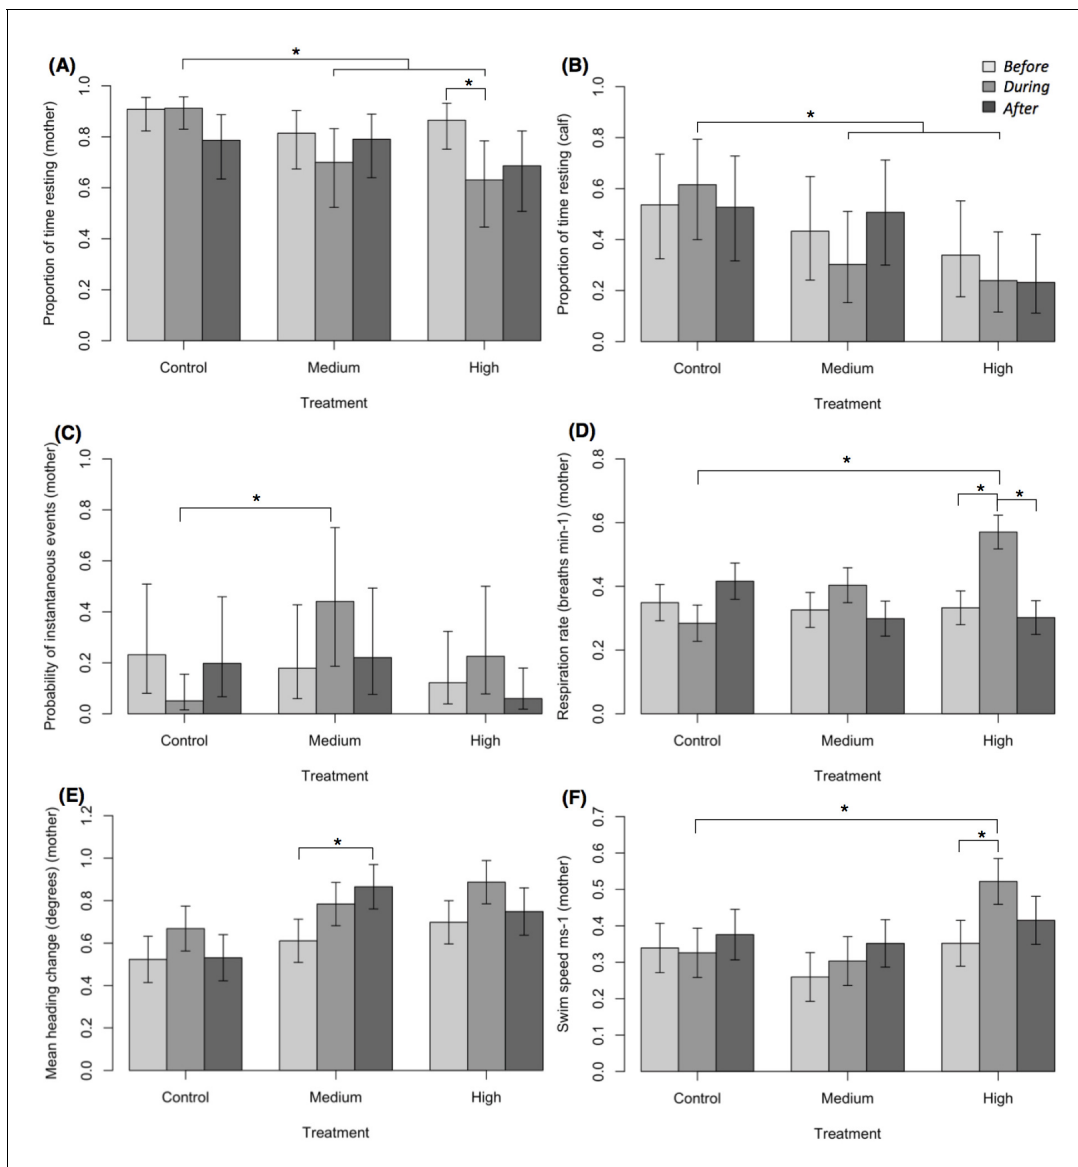 (A)
*
*
Proportion of time resting (mother)
0.0 0.2 0.4 0.6 0.8 1.0
Control Medium High
Treatment
(B)
Before
During
After
*
Proportion of time resting (calf)
0.0 0.2 0.4 0.6 0.8 1.0
Control Medium High
Treatment
(C)
*
Probability of instantaneous events (mother)
0.0 0.2 0.4 0.6 0.8 1.0
Control Medium High
Treatment
(D)
*
* *
Respiration rate (breaths min-1) (mother)
0.0 0.2 0.4 0.6 0.8
Control Medium High
Treatment
(E)
*
Mean heading change (degrees) (mother)
0.0 0.2 0.4 0.6 0.8 1.0 1.2
Control Medium High
Treatment
(F)
*
*
Swim speed ms-1 (mother)
0.0 0.1 0.2 0.3 0.4 0.5 0.6 0.7
Control Medium High
Treatment